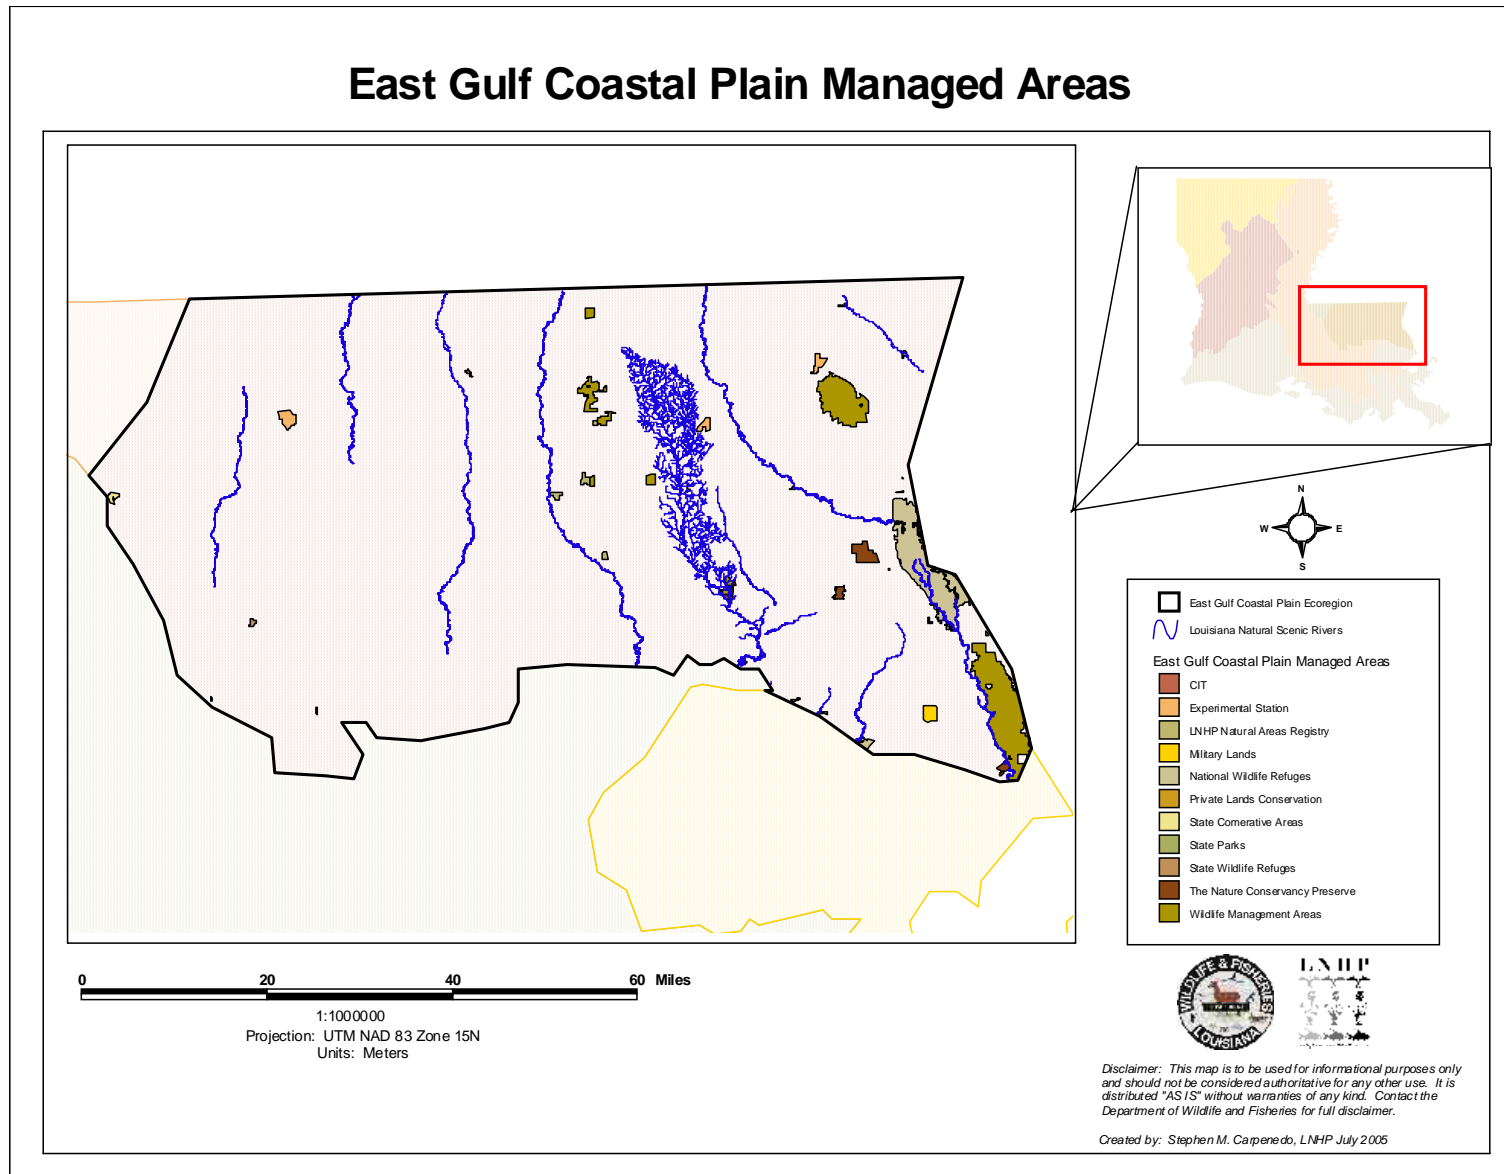 East Gulf Coastal Plain Managed Areas
N
W E
S
East Gulf Coastal Plain Ecoregion
Louisiana Natural Scenic Rivers
East Gulf Coastal Plain Managed Areas
CIT
Experimental Station
LNHP Natural Areas Registry
Military Lands
National Wildlife Refuges
Private Lands Conservation
State Comerative Areas
State Parks
State Wildlife Refuges
The Nature Conservancy Preserve
Wildlife Management Areas
0 20 40 60 Miles
1:1000000
Projection: UTM NAD 83 Zone 15N
Units: Meters
WILDLIFE & FISHERIES
LOUISIANA
LNHP
Disclaimer: This map is to be used for informational purposes only
and should not be considered authoritative for any other use. It is
distributed "AS IS" without warranties of any kind. Contact the
Department of Wildlife and Fisheries for full disclaimer.
Created by: Stephen M. Carpenedo, LNHP July 2005